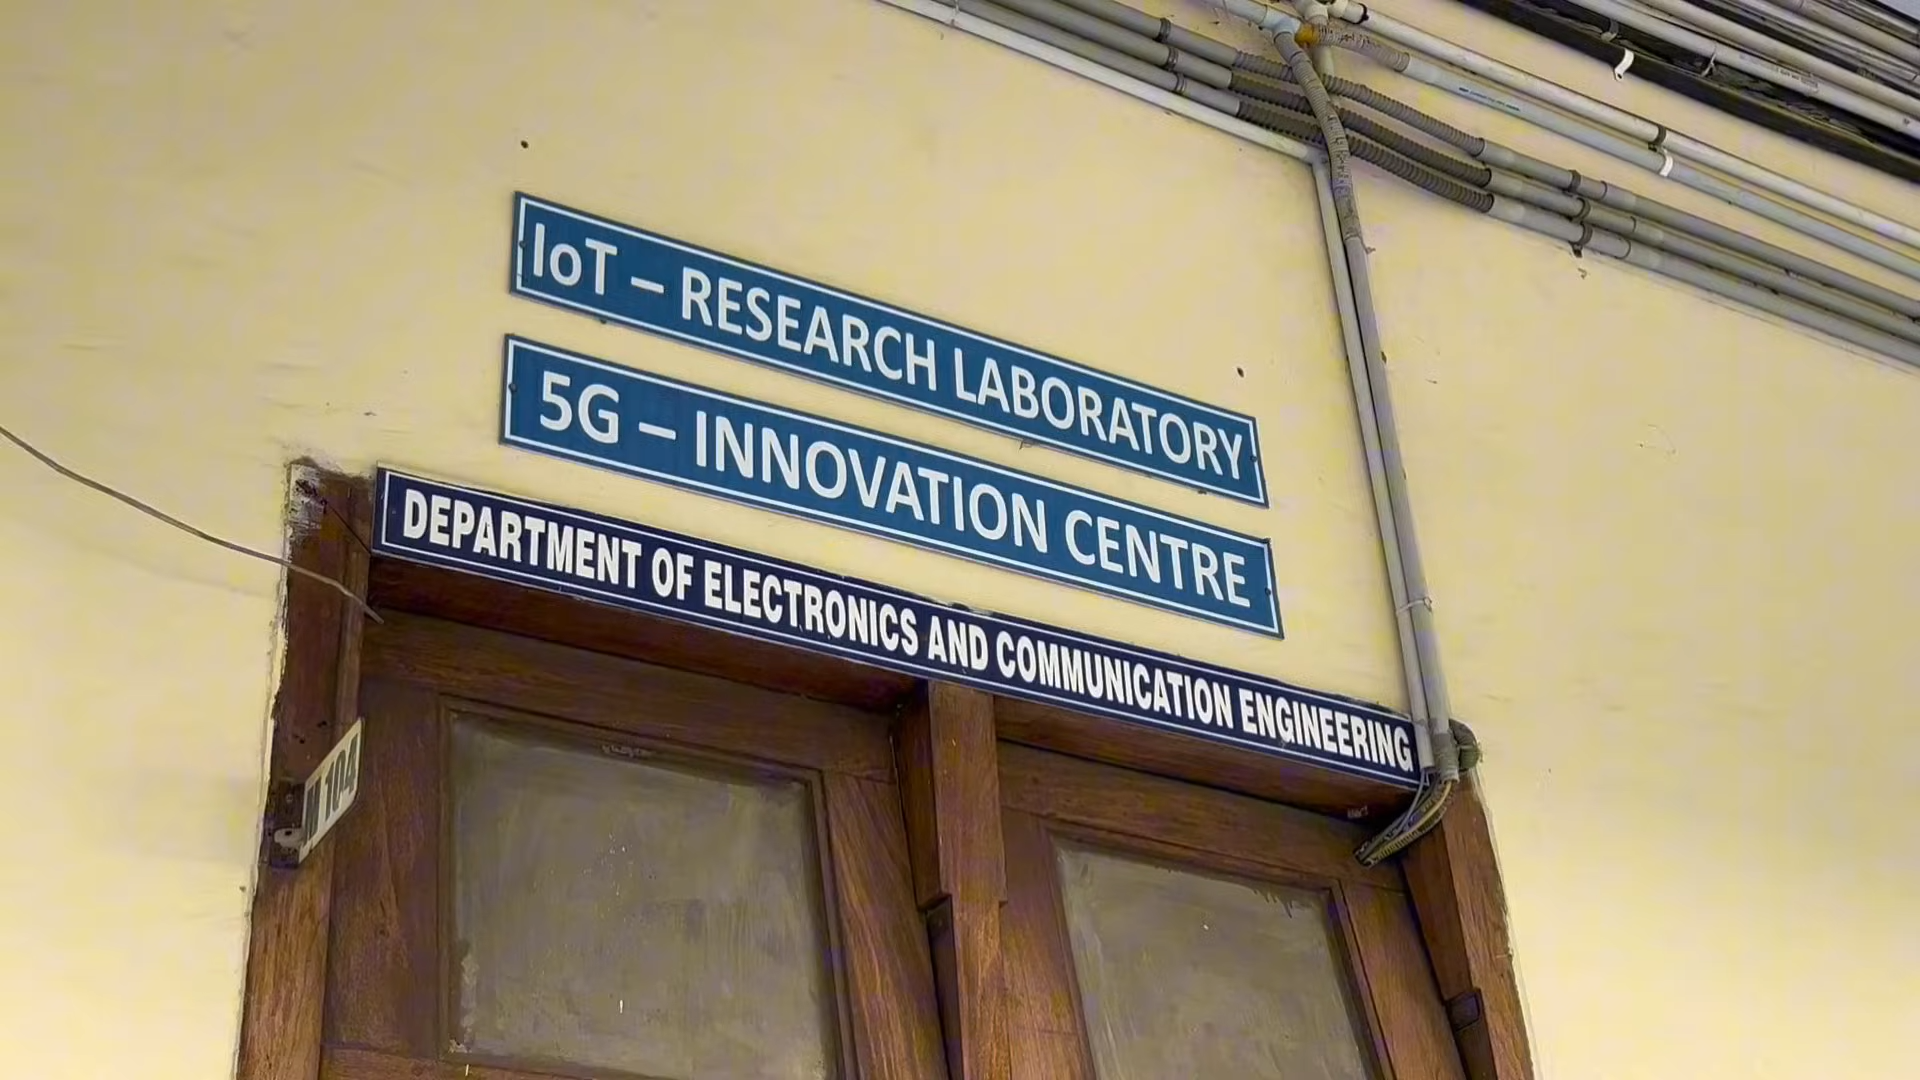 IoT – RESEARCH LABORATORY
5G – INNOVATION CENTRE
DEPARTMENT OF ELECTRONICS AND COMMUNICATION ENGINEERING
104